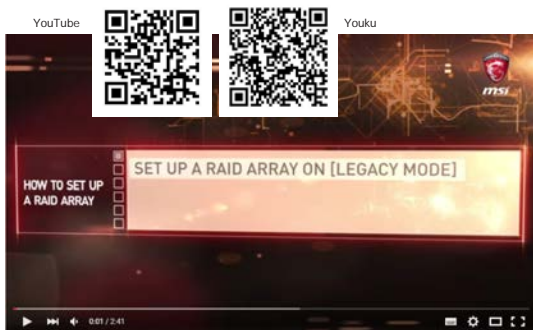 YouTube
Youku
msi
HOW TO SET UP
A RAID ARRAY
SET UP A RAID ARRAY ON [LEGACY MODE]
0:01 / 2:41